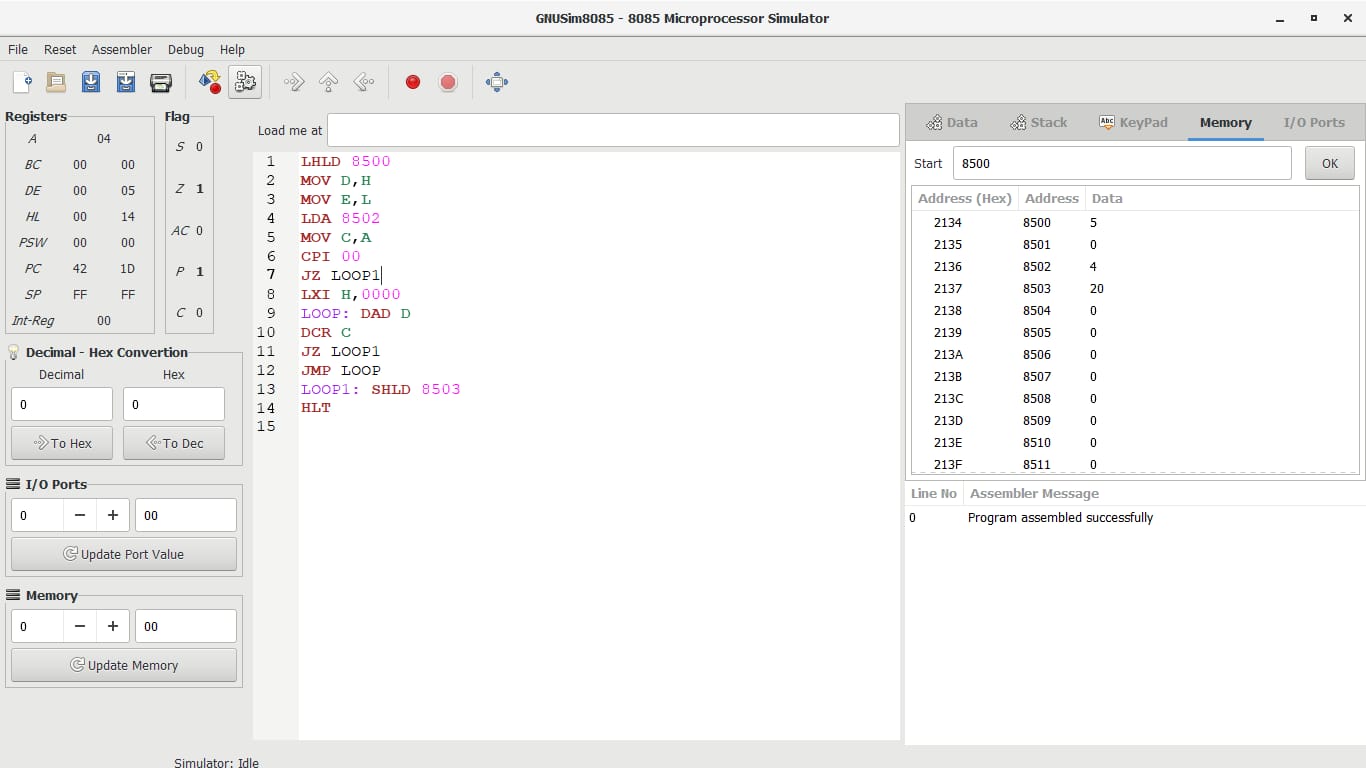 GNUSim8085 - 8085 Microprocessor Simulator
File Reset Assembler Debug Help
Registers
A 04
BC 00 00
DE 00 05
HL 00 14
PSW 00 00
PC 42 1D
SP FF FF
Int-Reg 00
Flag
S 0
Z 1
AC 0
P 1
C 0
Decimal - Hex Convertion
Decimal Hex
0 0
To Hex To Dec
I/O Ports
0 − + 00
Update Port Value
Memory
0 − + 00
Update Memory
Load me at
1 LHLD 8500
2 MOV D,H
3 MOV E,L
4 LDA 8502
5 MOV C,A
6 CPI 00
7 JZ LOOP1
8 LXI H,0000
9 LOOP: DAD D
10 DCR C
11 JZ LOOP1
12 JMP LOOP
13 LOOP1: SHLD 8503
14 HLT
15
Data Stack Abc KeyPad Memory I/O Ports
Start 8500 OK
Address (Hex) Address Data
2134 8500 5
2135 8501 0
2136 8502 4
2137 8503 20
2138 8504 0
2139 8505 0
213A 8506 0
213B 8507 0
213C 8508 0
213D 8509 0
213E 8510 0
213F 8511 0
Line No Assembler Message
0 Program assembled successfully
Simulator: Idle